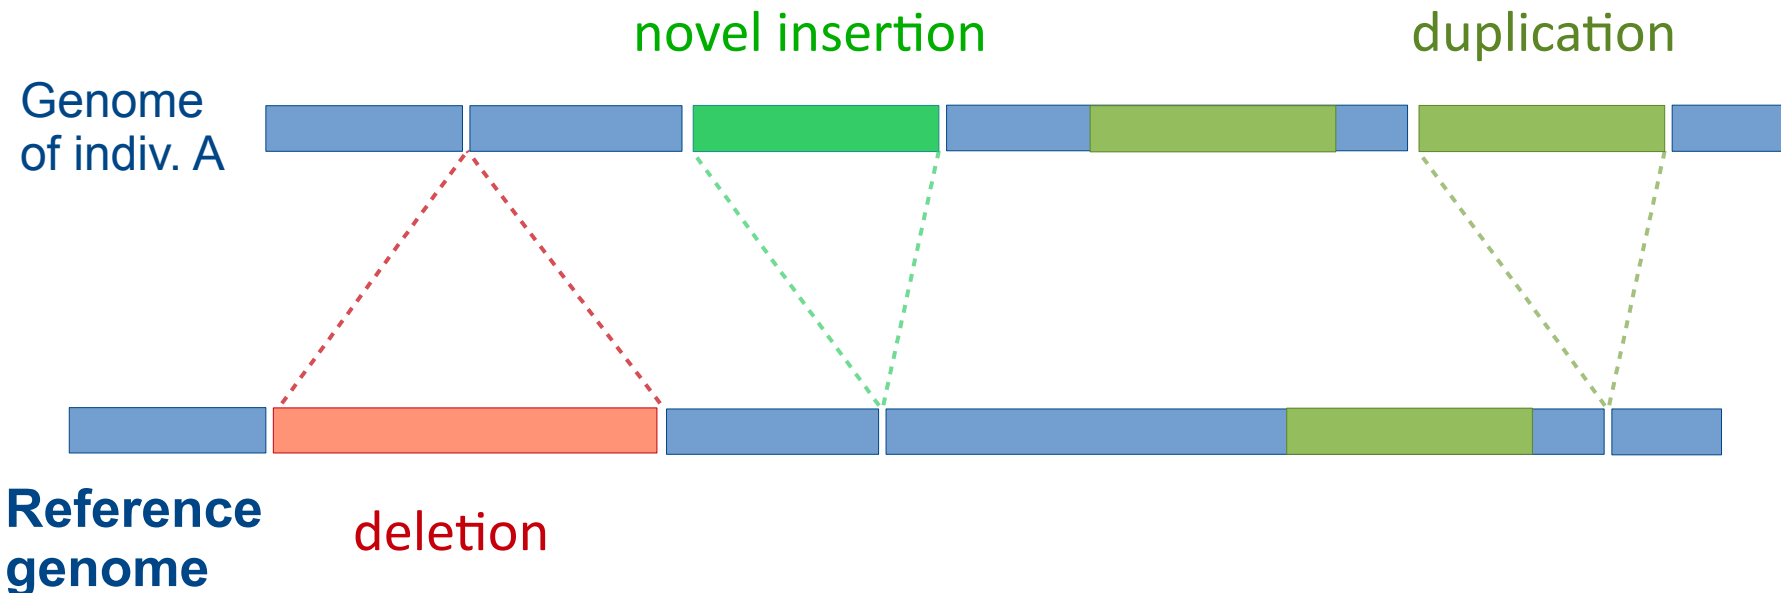 novel insertion
duplication
Genome
of indiv. A
Reference
genome
deletion